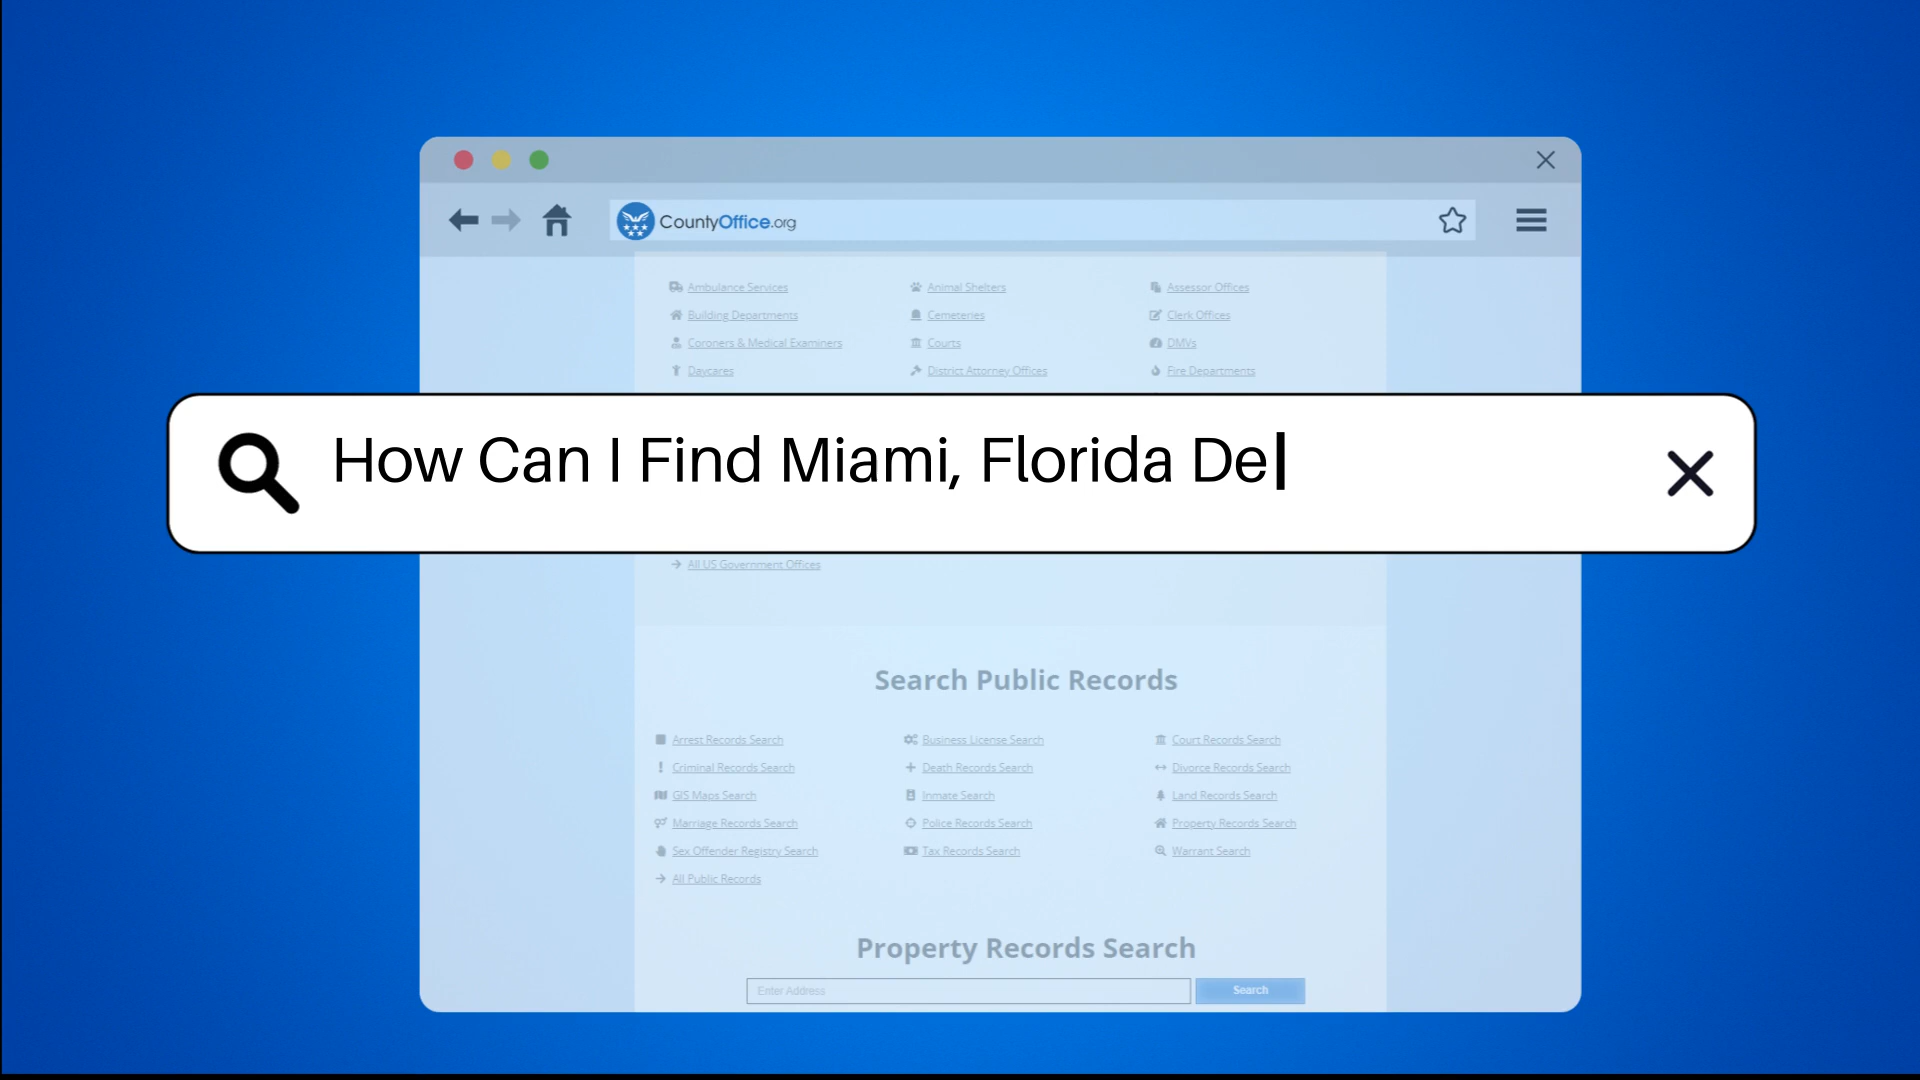 CountyOffice.org
Ambulance Services Animal Shelters Assessor Offices
Building Departments Cemeteries Clerk Offices
Coroners & Medical Examiners Courts DMVs
Daycares District Attorney Offices Fire Departments
How Can I Find Miami, Florida De
All US Government Offices
Search Public Records
Arrest Records Search Business License Search Court Records Search
Criminal Records Search Death Records Search Divorce Records Search
GIS Maps Search Inmate Search Land Records Search
Marriage Records Search Police Records Search Property Records Search
Sex Offender Registry Search Tax Records Search Warrant Search
All Public Records
Property Records Search
Enter Address Search